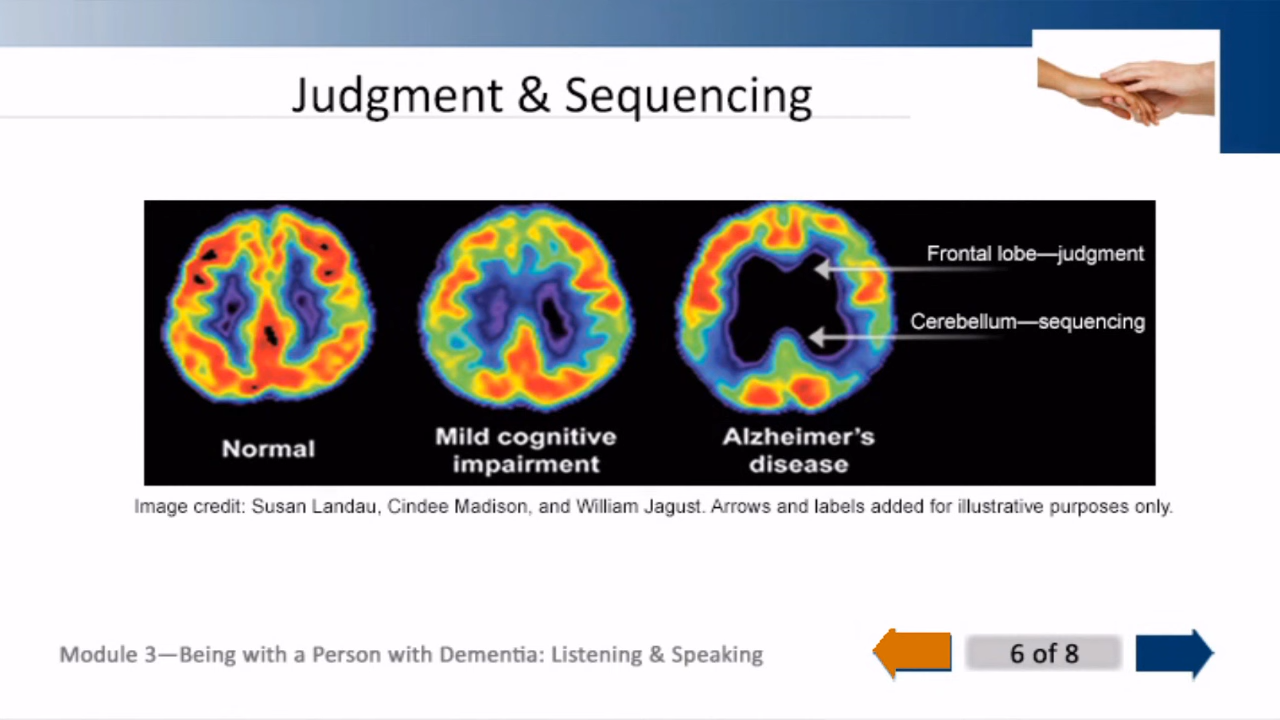 Judgment & Sequencing
Frontal lobe—judgment
Cerebellum—sequencing
Normal
Mild cognitive
impairment
Alzheimer's
disease
Image credit: Susan Landau, Cindee Madison, and William Jagust. Arrows and labels added for illustrative purposes only.
Module 3—Being with a Person with Dementia: Listening & Speaking
6 of 8